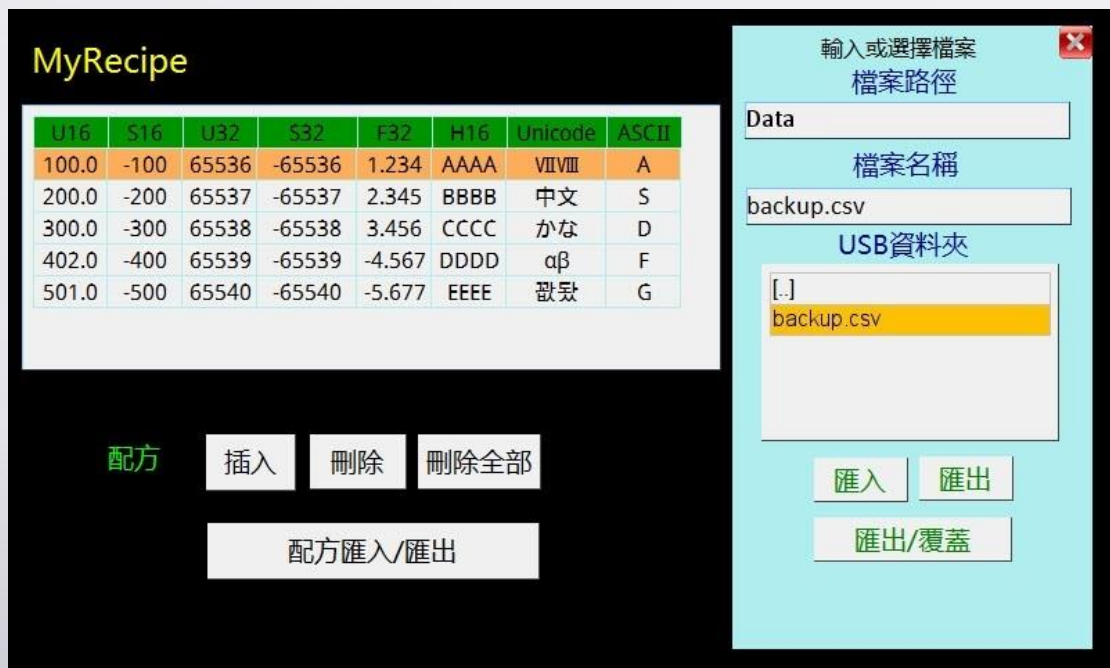 MyRecipe
U16 S16 U32 S32 F32 H16 Unicode ASCII
100.0 -100 65536 -65536 1.234 AAAA ⅦⅧ A
200.0 -200 65537 -65537 2.345 BBBB 中文 S
300.0 -300 65538 -65538 3.456 CCCC かな D
402.0 -400 65539 -65539 -4.567 DDDD αβ F
501.0 -500 65540 -65540 -5.677 EEEE G
配方 插入 刪除 刪除全部
配方匯入/匯出
輸入或選擇檔案
檔案路徑
Data
檔案名稱
backup.csv
USB資料夾
[..]
backup.csv
匯入 匯出
匯出/覆蓋